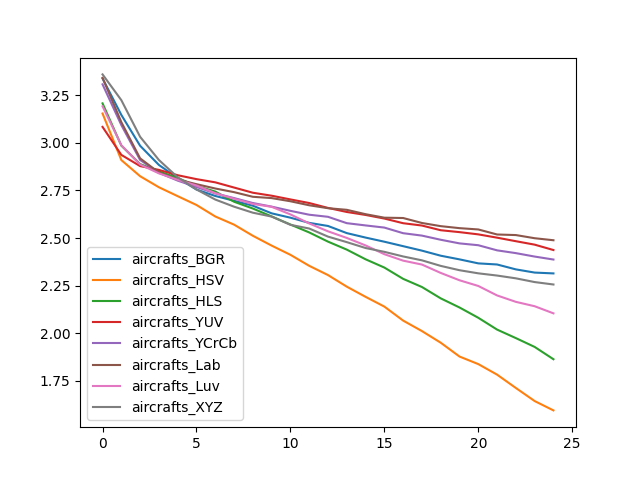 3.25
3.00
2.75
2.50
2.25
2.00
1.75
aircrafts_BGR
aircrafts_HSV
aircrafts_HLS
aircrafts_YUV
aircrafts_YCrCb
aircrafts_Lab
aircrafts_Luv
aircrafts_XYZ
0 5 10 15 20 25